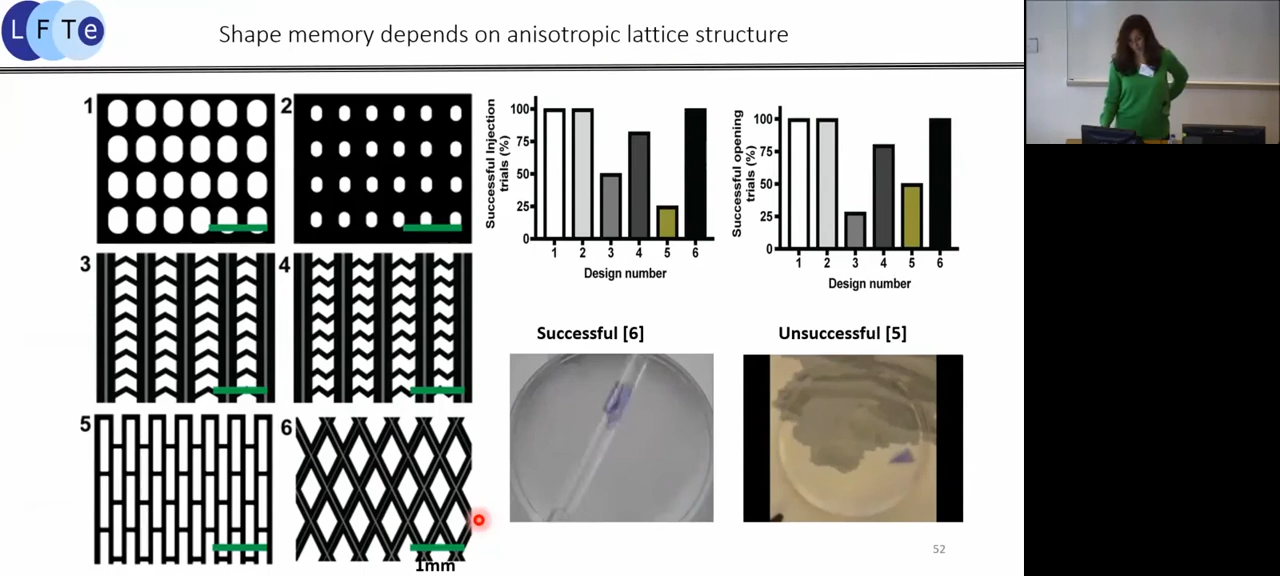 L F T e
Shape memory depends on anisotropic lattice structure
1
2
3
4
5
6
1mm
Successful Injection
trials (%)
100
75
50
25
0
1 2 3 4 5 6
Design number
Successful opening
trials (%)
100
75
50
25
0
1 2 3 4 5 6
Design number
Successful [6]
Unsuccessful [5]
52